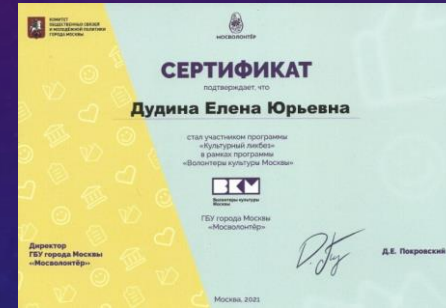 КОМИТЕТ
ОБЩЕСТВЕННЫХ СВЯЗЕЙ
И МОЛОДЕЖНОЙ ПОЛИТИКИ
ГОРОДА МОСКВЫ
МОСВОЛОНТЁР
СЕРТИФИКАТ
подтверждает, что
Дудина Елена Юрьевна
стал участником программы
«Культурный ликбез»
в рамках программы
«Волонтеры культуры Москвы»
ВКМ
Волонтеры культуры
Москвы
ГБУ города Москвы
«Мосволонтёр»
Директор
ГБУ города Москвы
«Мосволонтёр»
Д.Е. Покровский
Москва, 2021